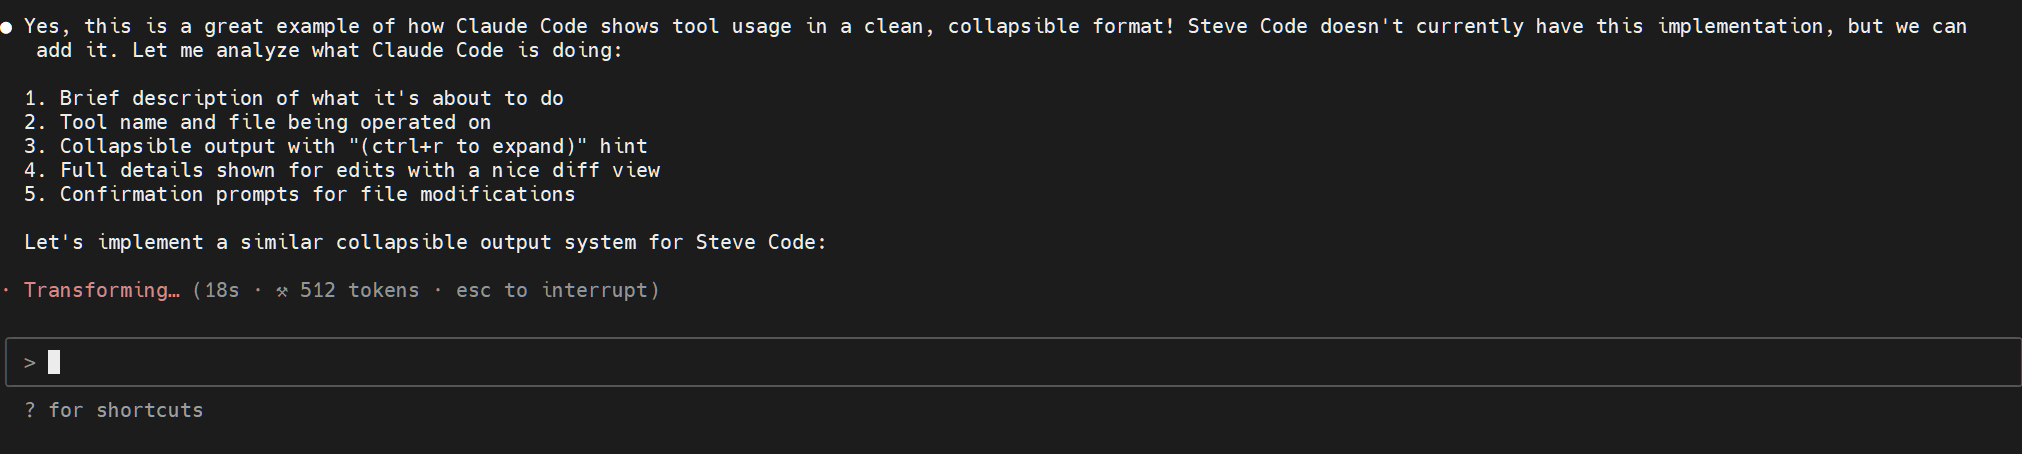 ● Yes, this is a great example of how Claude Code shows tool usage in a clean, collapsible format! Steve Code doesn't currently have this implementation, but we can
add it. Let me analyze what Claude Code is doing:
1. Brief description of what it's about to do
2. Tool name and file being operated on
3. Collapsible output with "(ctrl+r to expand)" hint
4. Full details shown for edits with a nice diff view
5. Confirmation prompts for file modifications
Let's implement a similar collapsible output system for Steve Code:
· Transforming… (18s · ⚒ 512 tokens · esc to interrupt)
>
? for shortcuts